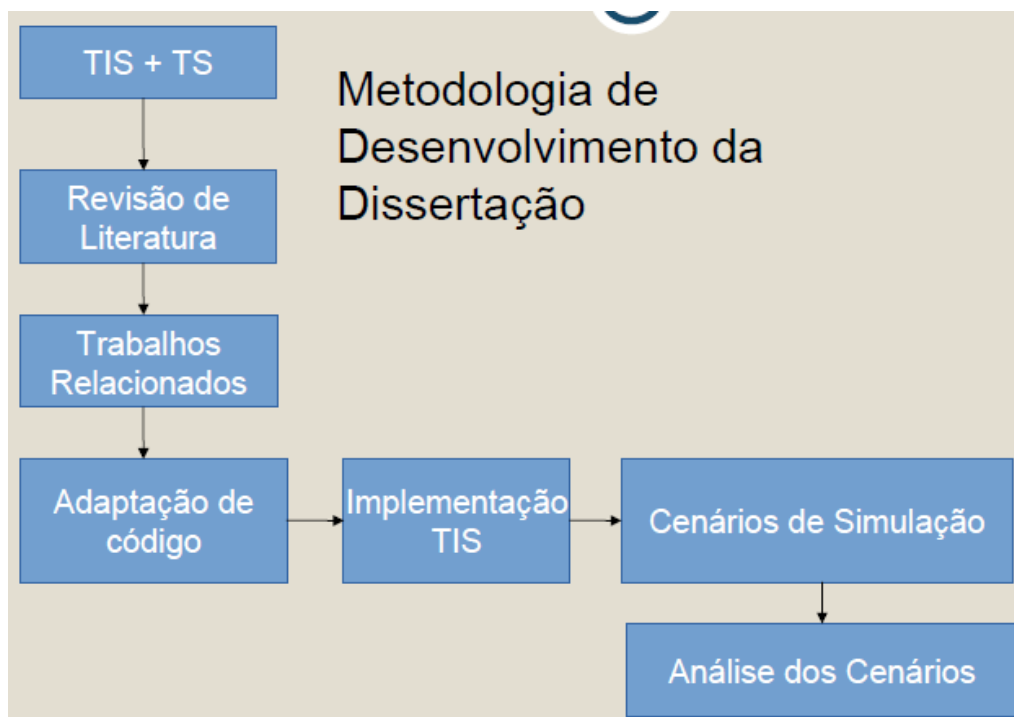 TIS + TS
Metodologia de
Desenvolvimento da
Dissertação
Revisão de
Literatura
Trabalhos
Relacionados
Adaptação de
código
Implementação
TIS
Cenários de Simulação
Análise dos Cenários